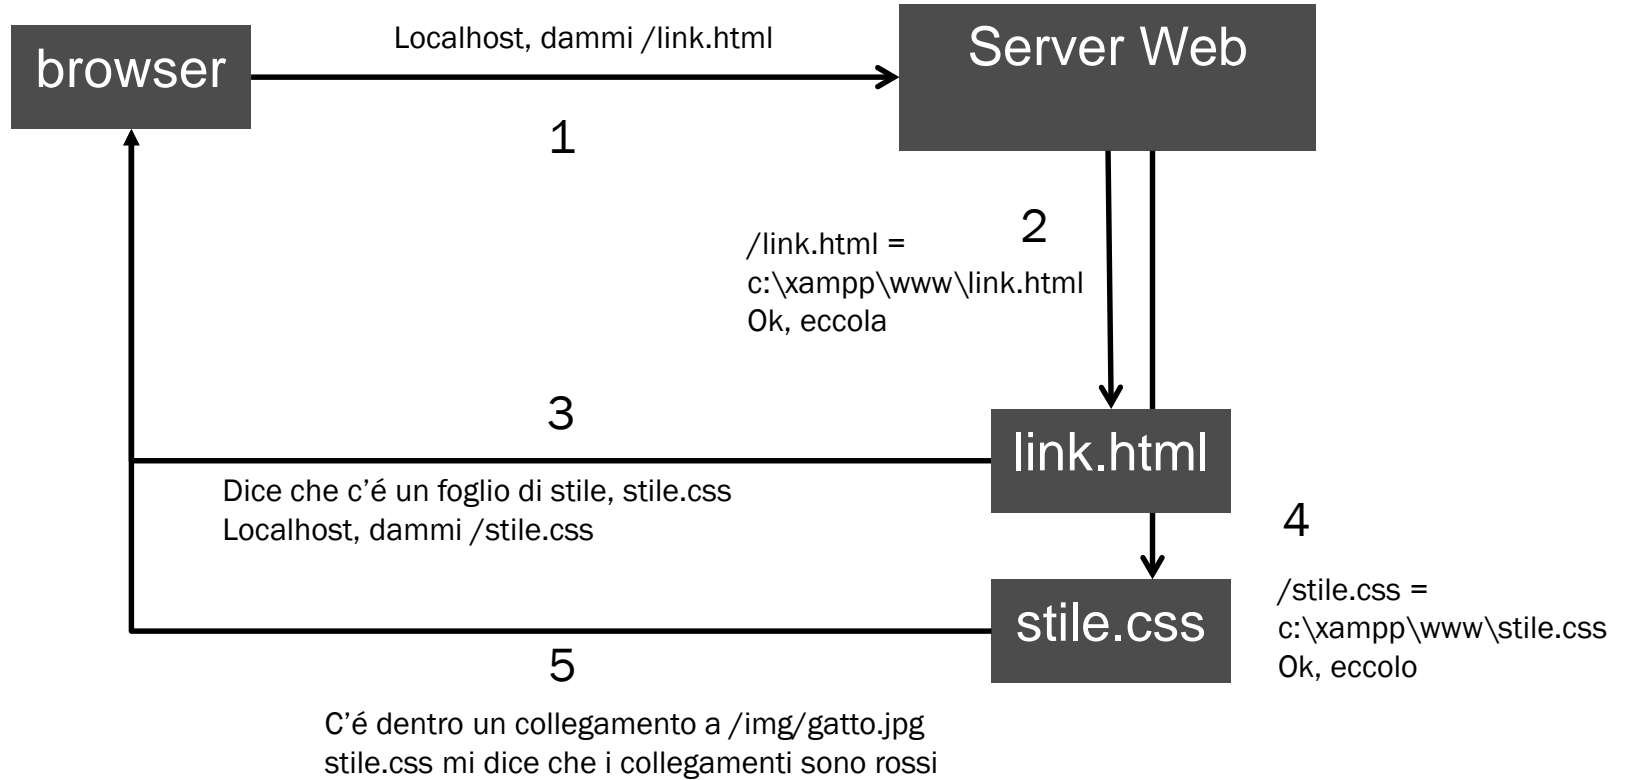 browser
Localhost, dammi /link.html
Server Web
1
2
/link.html =
c:\xampp\www\link.html
Ok, eccola
3
link.html
Dice che c'é un foglio di stile, stile.css
Localhost, dammi /stile.css
4
stile.css
/stile.css =
c:\xampp\www\stile.css
Ok, eccolo
5
C'é dentro un collegamento a /img/gatto.jpg
stile.css mi dice che i collegamenti sono rossi